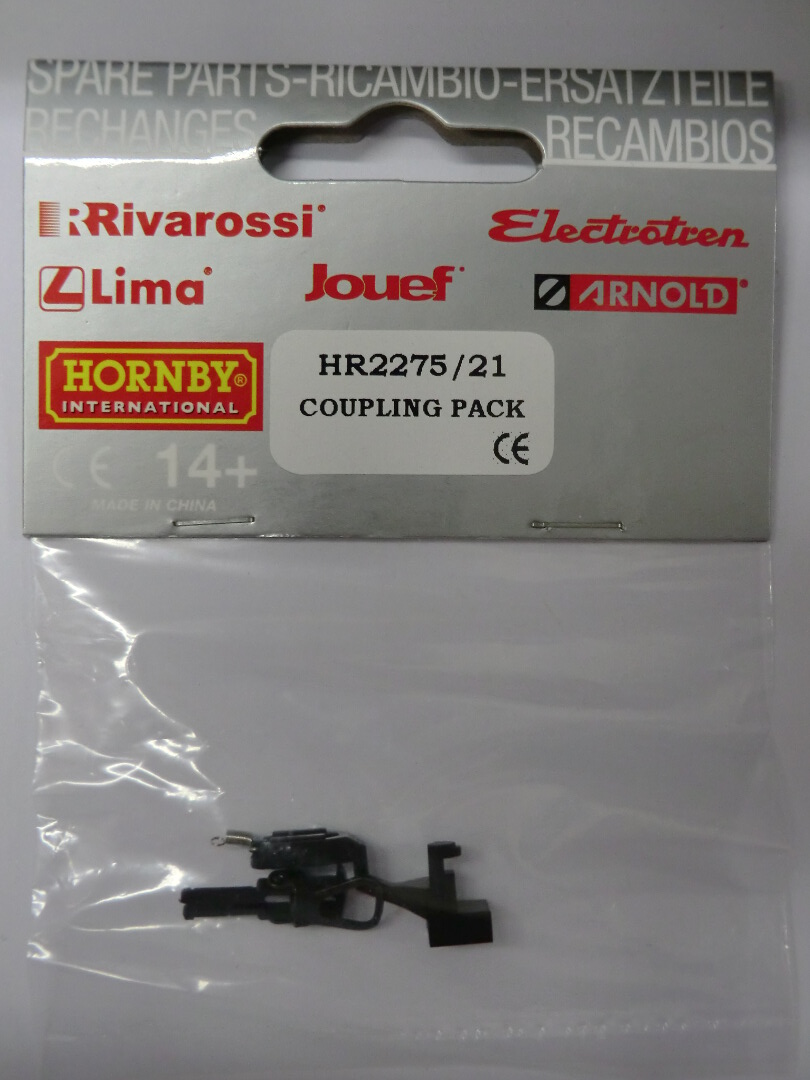 SPARE PARTS-RICAMBIO-ERSATZTEILE
RECHANGES RECAMBIOS
Rivarossi Electrotren
Lima Jouef ARNOLD
HORNBY®
INTERNATIONAL
HR2275/21
COUPLING PACK
CE
CE 14+
MADE IN CHINA